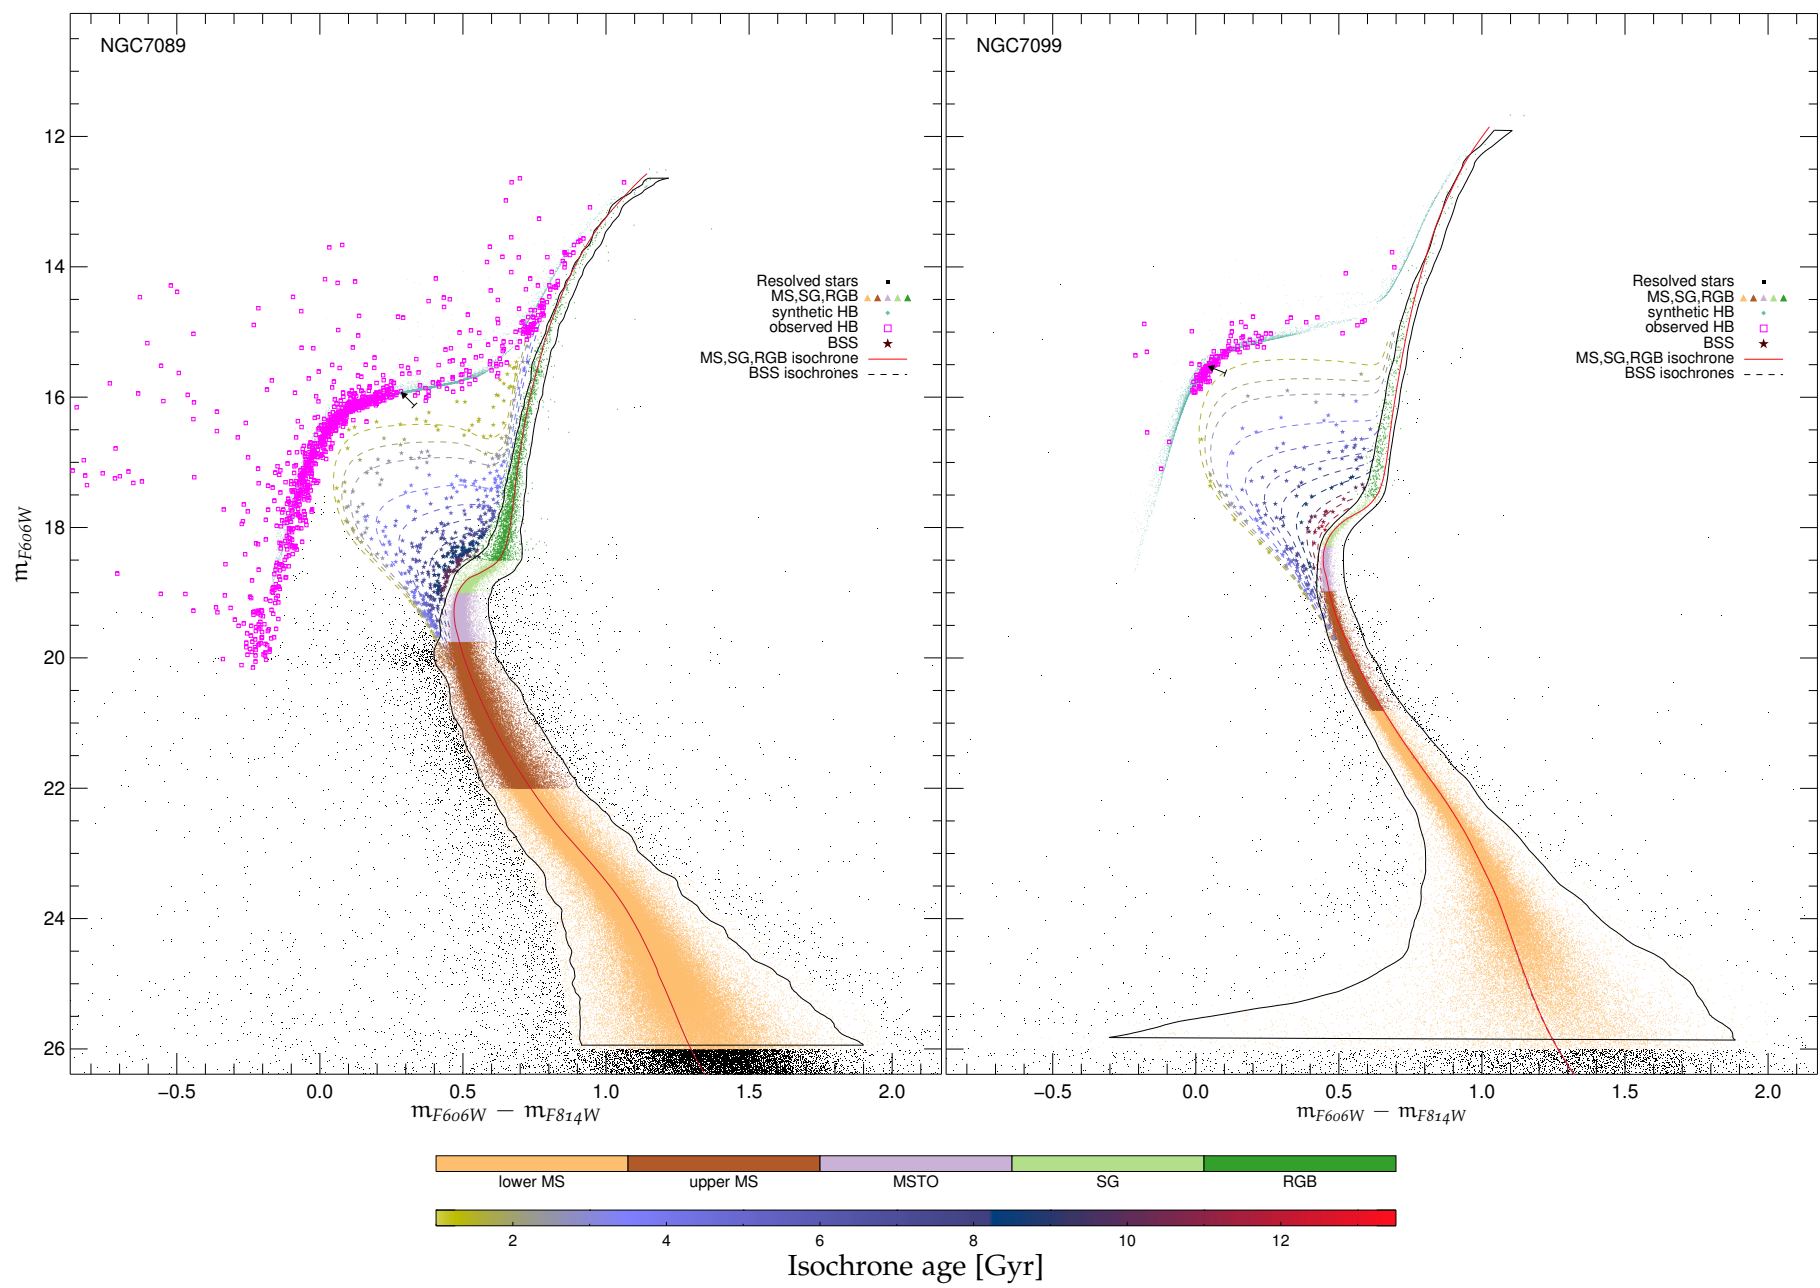 NGC7089
NGC7099
12
14
16
18
20
22
24
26
m_F606W
Resolved stars
MS,SG,RGB
synthetic HB
observed HB
BSS
MS,SG,RGB isochrone
BSS isochrones
Resolved stars
MS,SG,RGB
synthetic HB
observed HB
BSS
MS,SG,RGB isochrone
BSS isochrones
−0.5 0.0 0.5 1.0 1.5 2.0
−0.5 0.0 0.5 1.0 1.5 2.0
m_F606W − m_F814W
m_F606W − m_F814W
lower MS upper MS MSTO SG RGB
2 4 6 8 10 12
Isochrone age [Gyr]